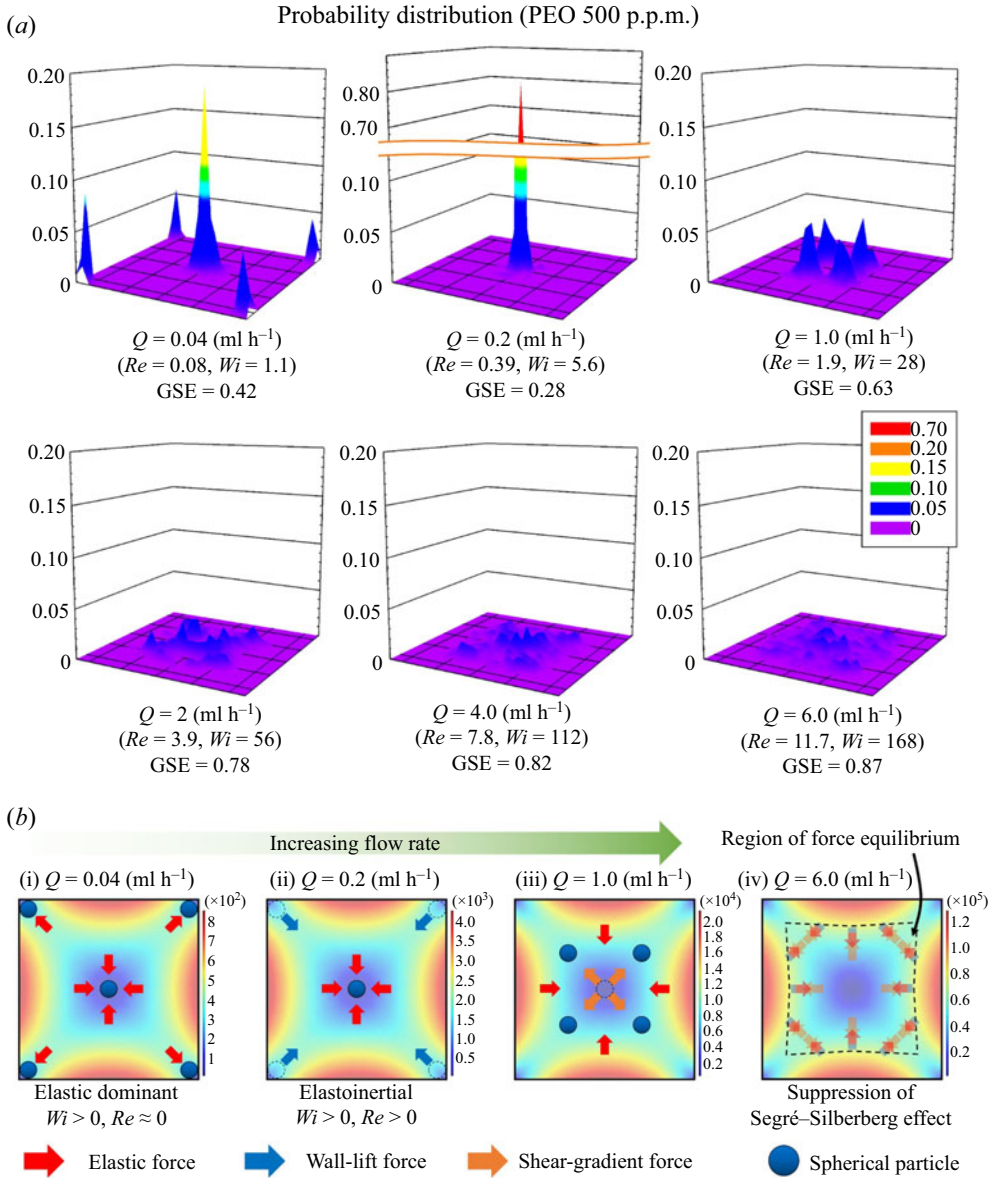 Probability distribution (PEO 500 p.p.m.)
(a)
0.20
0.15
0.10
0.05
0
0.80
0.70
0.10
0.05
0
0.20
0.15
0.10
0.05
0
Q = 0.04 (ml h⁻¹)
(Re = 0.08, Wi = 1.1)
GSE = 0.42
Q = 0.2 (ml h⁻¹)
(Re = 0.39, Wi = 5.6)
GSE = 0.28
Q = 1.0 (ml h⁻¹)
(Re = 1.9, Wi = 28)
GSE = 0.63
0.20
0.15
0.10
0.05
0
0.20
0.15
0.10
0.05
0
0.20
0.15
0.10
0.05
0
0.70
0.20
0.15
0.10
0.05
0
Q = 2 (ml h⁻¹)
(Re = 3.9, Wi = 56)
GSE = 0.78
Q = 4.0 (ml h⁻¹)
(Re = 7.8, Wi = 112)
GSE = 0.82
Q = 6.0 (ml h⁻¹)
(Re = 11.7, Wi = 168)
GSE = 0.87
(b)
Increasing flow rate
Region of force equilibrium
(i) Q = 0.04 (ml h⁻¹)
(×10²)
8
7
6
5
4
3
2
1
Elastic dominant
Wi > 0, Re ≈ 0
(ii) Q = 0.2 (ml h⁻¹)
(×10³)
4.0
3.5
3.0
2.5
2.0
1.5
1.0
0.5
Elastoinertial
Wi > 0, Re > 0
(iii) Q = 1.0 (ml h⁻¹)
(×10⁴)
2.0
1.8
1.6
1.4
1.2
1.0
0.8
0.6
0.4
0.2
(iv) Q = 6.0 (ml h⁻¹)
(×10⁵)
1.2
1.0
0.8
0.6
0.4
0.2
Suppression of
Segré–Silberberg effect
Elastic force
Wall-lift force
Shear-gradient force
Spherical particle